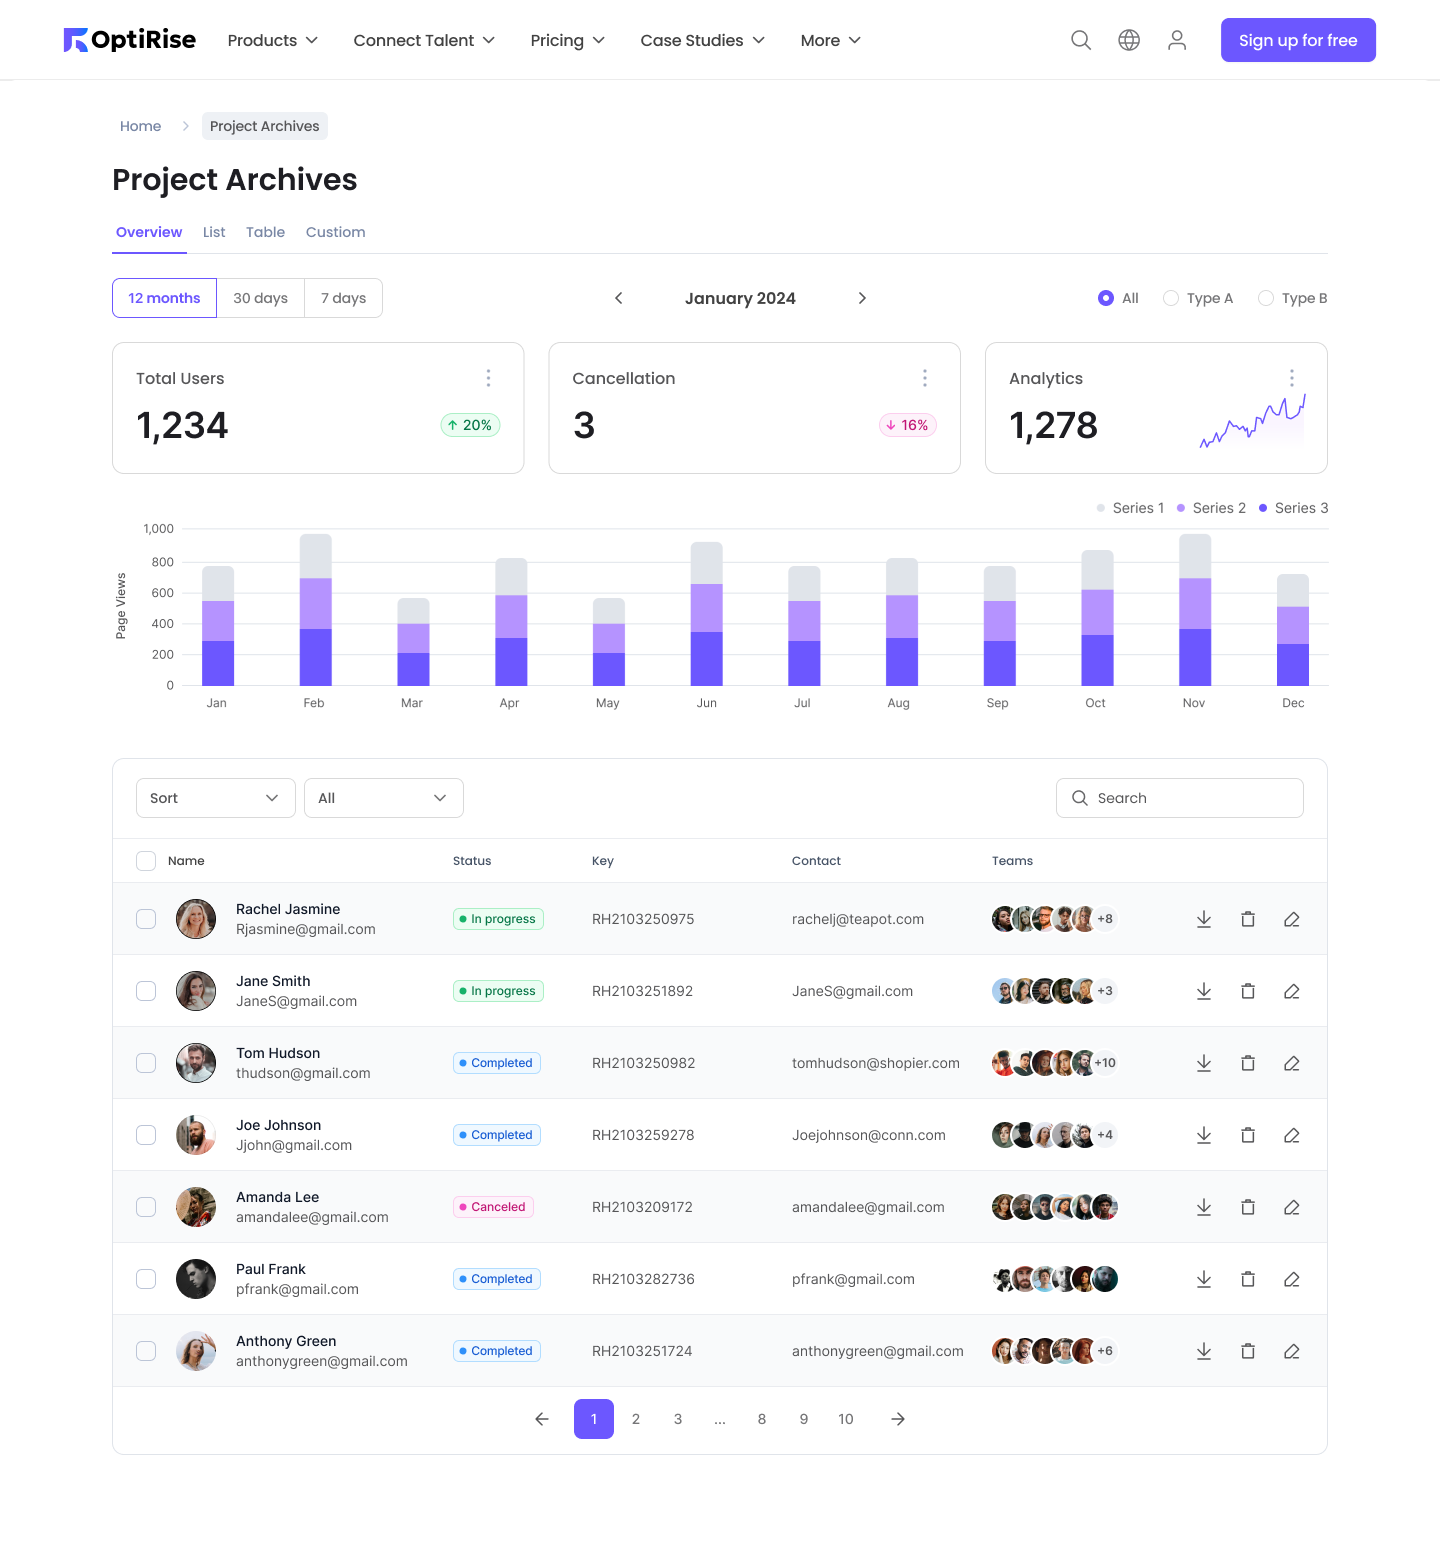 OptiRise
Products
Connect Talent
Pricing
Case Studies
More
Sign up for free
Home
Project Archives
Project Archives
Overview
List
Table
Custiom
12 months
30 days
7 days
January 2024
All
Type A
Type B
Total Users
1,234
20%
Cancellation
3
16%
Analytics
1,278
Series 1
Series 2
Series 3
Page Views
1,000
800
600
400
200
0
Jan
Feb
Mar
Apr
May
Jun
Jul
Aug
Sep
Oct
Nov
Dec
Sort
All
Search
Name
Status
Key
Contact
Teams
Rachel Jasmine
Rjasmine@gmail.com
In progress
RH2103250975
rachelj@teapot.com
+8
Jane Smith
JaneS@gmail.com
In progress
RH2103251892
JaneS@gmail.com
+3
Tom Hudson
thudson@gmail.com
Completed
RH2103250982
tomhudson@shopier.com
+10
Joe Johnson
Jjohn@gmail.com
Completed
RH2103259278
Joejohnson@conn.com
+4
Amanda Lee
amandalee@gmail.com
Canceled
RH2103209172
amandalee@gmail.com
Paul Frank
pfrank@gmail.com
Completed
RH2103282736
pfrank@gmail.com
Anthony Green
anthonygreen@gmail.com
Completed
RH2103251724
anthonygreen@gmail.com
+6
1
2
3
...
8
9
10